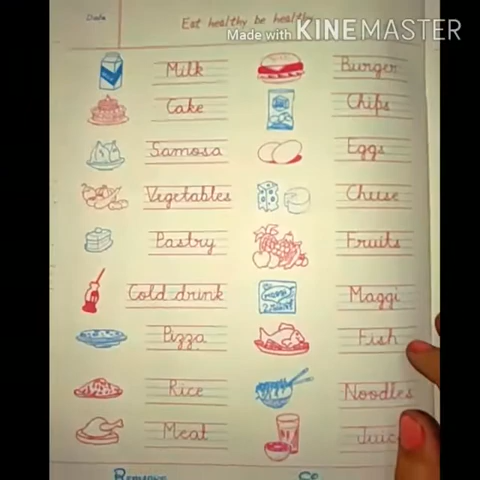 Date
Eat healthy be healthy
Made with KINEMASTER
Milk
Burger
Cake
Chips
Samosa
Eggs
Vegetables
Cheese
Pastry
Fruits
Cold drink
Maggi
Pizza
Fish
Rice
Noodles
Meat
Juic